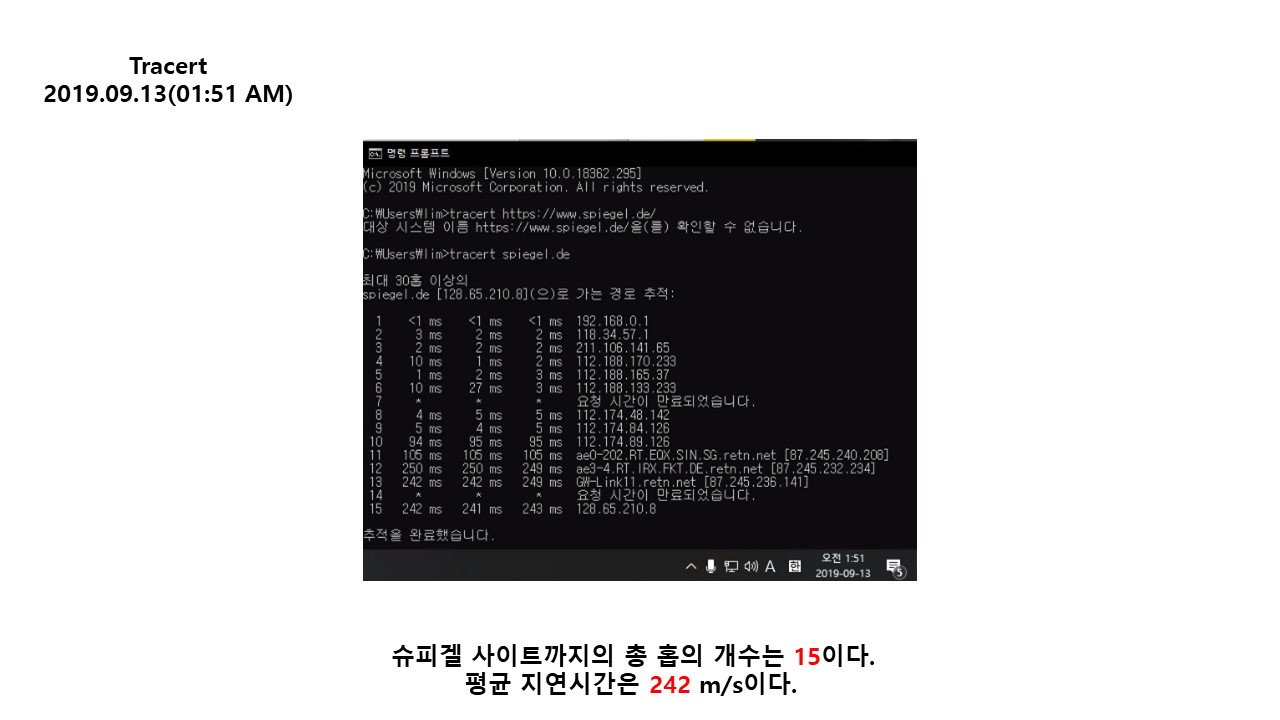 Tracert
2019.09.13(01:51 AM)
명령 프롬프트
Microsoft Windows [Version 10.0.18362.295]
(c) 2019 Microsoft Corporation. All rights reserved.
C:₩Users₩lim>tracert https://www.spiegel.de/
대상 시스템 이름 https://www.spiegel.de/을(를) 확인할 수 없습니다.
C:₩Users₩lim>tracert spiegel.de
최대 30홉 이상의
spiegel.de [128.65.210.8](으)로 가는 경로 추적:
1 <1 ms <1 ms <1 ms 192.168.0.1
2 3 ms 2 ms 2 ms 118.34.57.1
3 2 ms 2 ms 2 ms 211.106.141.65
4 10 ms 1 ms 2 ms 112.188.170.233
5 1 ms 2 ms 3 ms 112.188.165.37
6 10 ms 27 ms 3 ms 112.188.133.233
7 * * * 요청 시간이 만료되었습니다.
8 4 ms 5 ms 5 ms 112.174.48.142
9 5 ms 4 ms 5 ms 112.174.84.126
10 94 ms 95 ms 95 ms 112.174.89.126
11 105 ms 105 ms 105 ms ae0-202.RT.EQX.SIN.SG.retn.net [87.245.240.208]
12 250 ms 250 ms 249 ms ae3-4.RT.IRX.FKT.DE.retn.net [87.245.232.234]
13 242 ms 242 ms 249 ms GW-Link11.retn.net [87.245.236.141]
14 * * * 요청 시간이 만료되었습니다.
15 242 ms 241 ms 243 ms 128.65.210.8
추적을 완료했습니다.
A 한 오전 1:51
2019-09-13 5
슈피겔 사이트까지의 총 홉의 개수는 15이다.
평균 지연시간은 242 m/s이다.